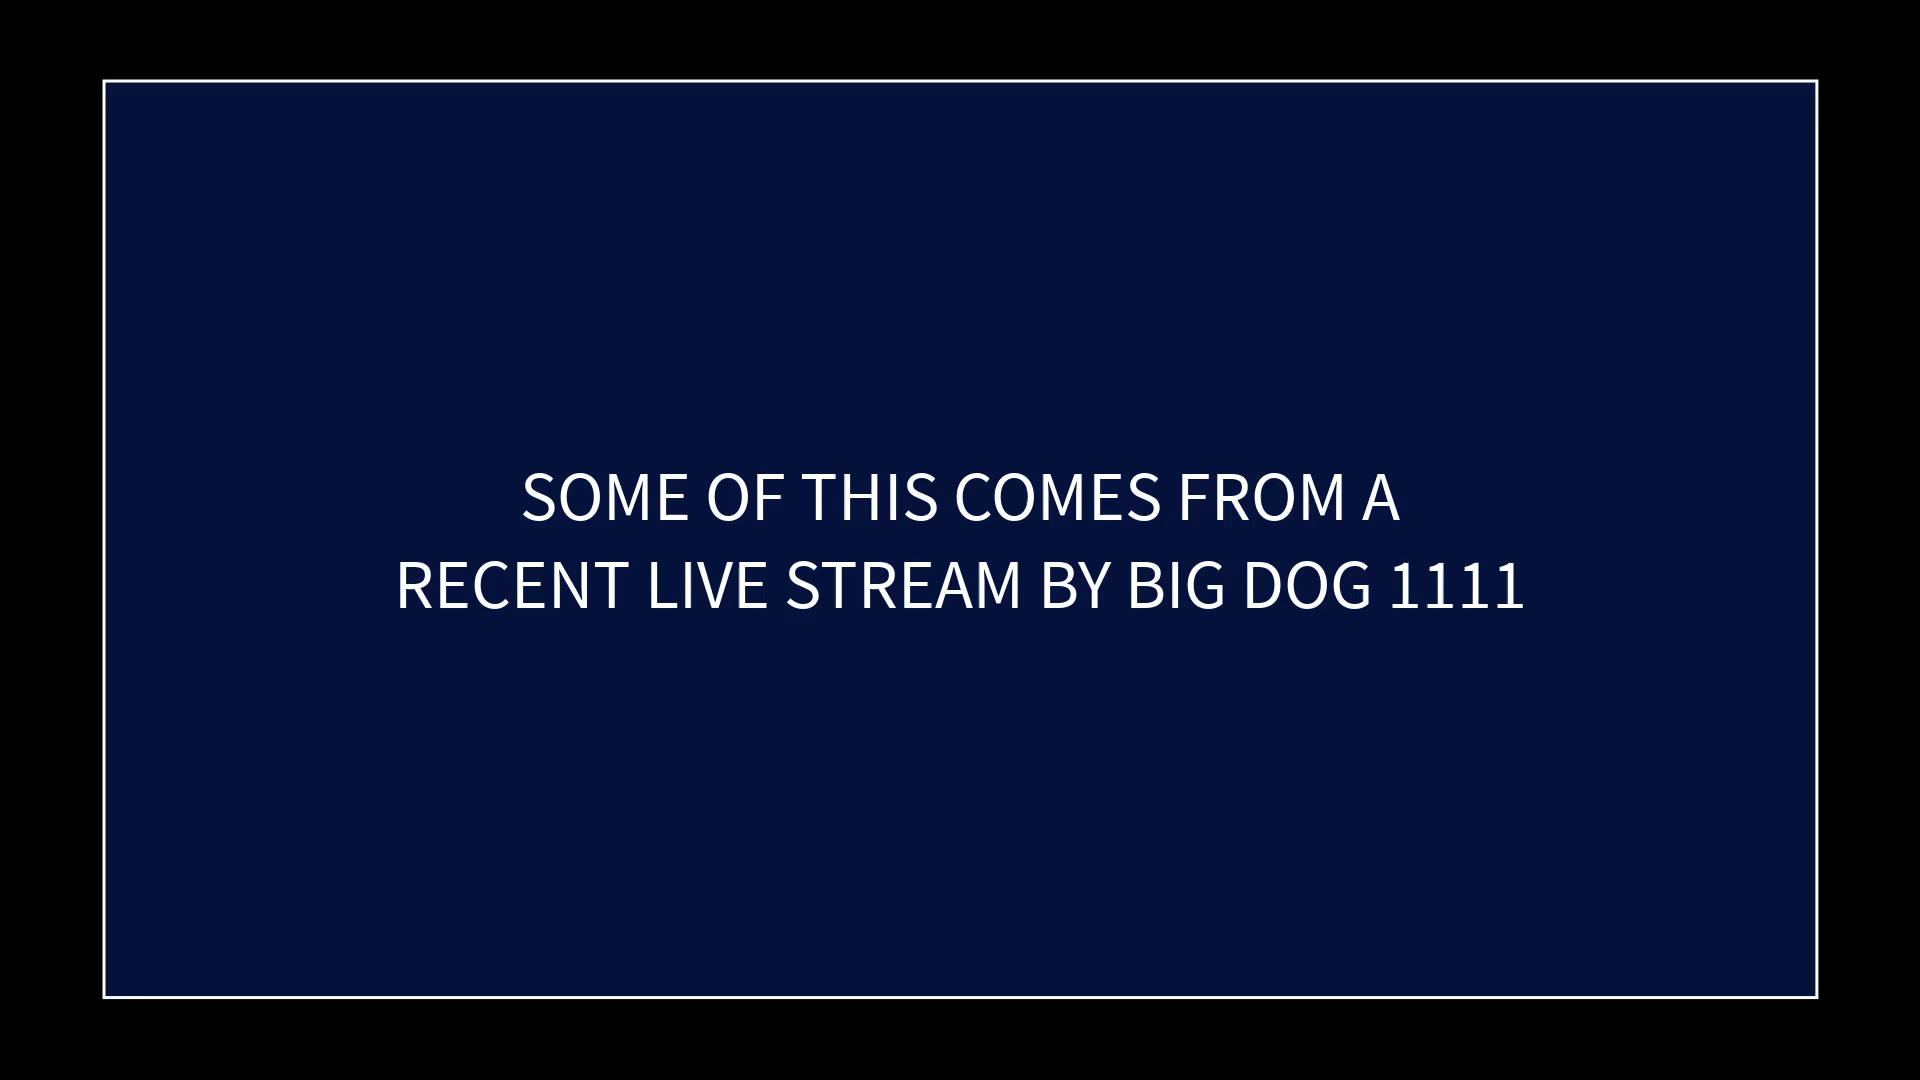 SOME OF THIS COMES FROM A
RECENT LIVE STREAM BY BIG DOG 1111